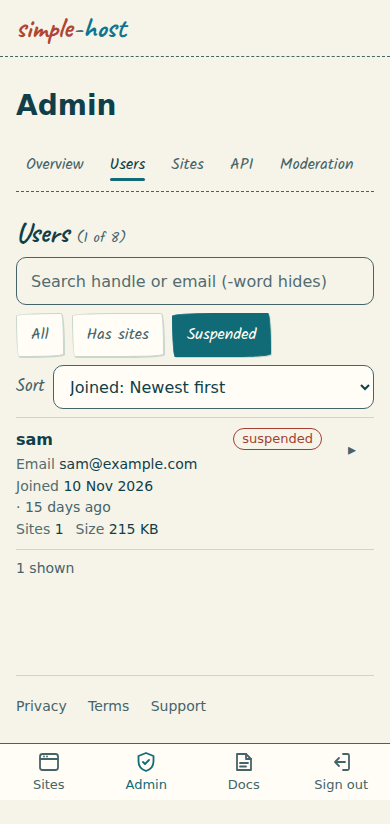 simple-host
Admin
Overview Users Sites API Moderation
Users (1 of 8)
Search handle or email (-word hides)
All Has sites Suspended
Sort Joined: Newest first
sam suspended
Email sam@example.com
Joined 10 Nov 2026
· 15 days ago
Sites 1 Size 215 KB
1 shown
Privacy Terms Support
Sites Admin Docs Sign out